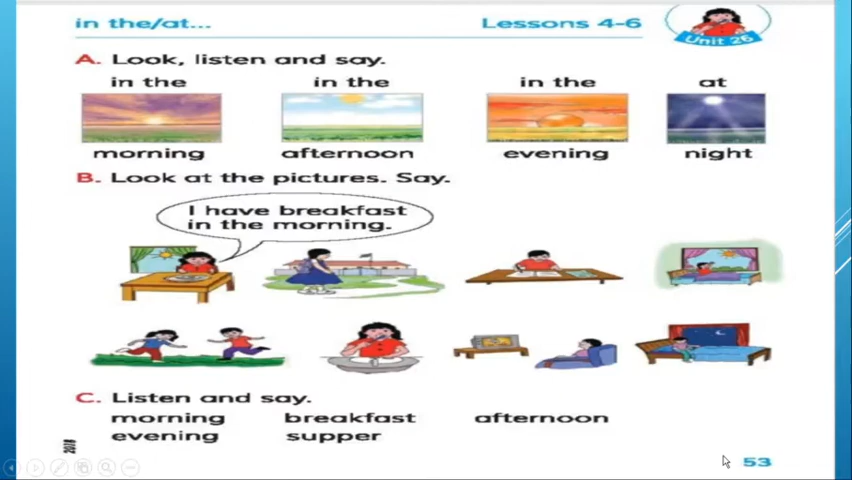 in the/at... Lessons 4-6
Unit 26
A. Look, listen and say.
in the in the in the at
morning afternoon evening night
B. Look at the pictures. Say.
I have breakfast
in the morning.
C. Listen and say.
morning breakfast afternoon
evening supper
2018
53